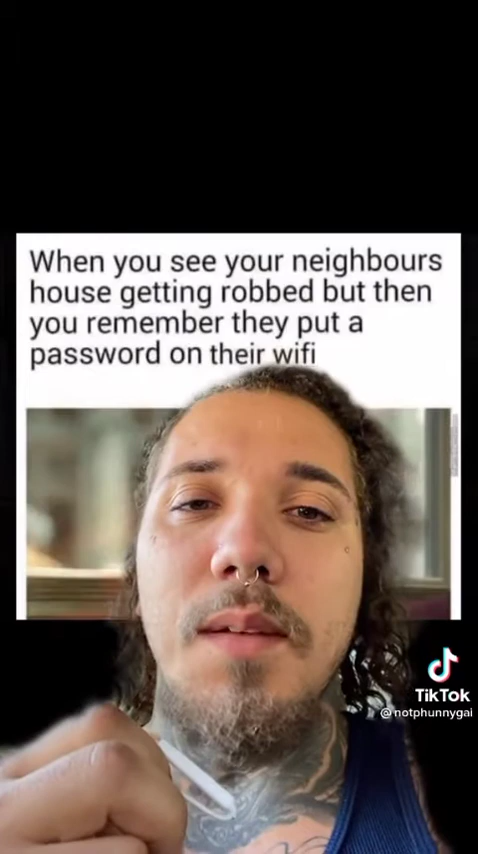 When you see your neighbours
house getting robbed but then
you remember they put a
password on their wifi
TikTok
@notphunnygai